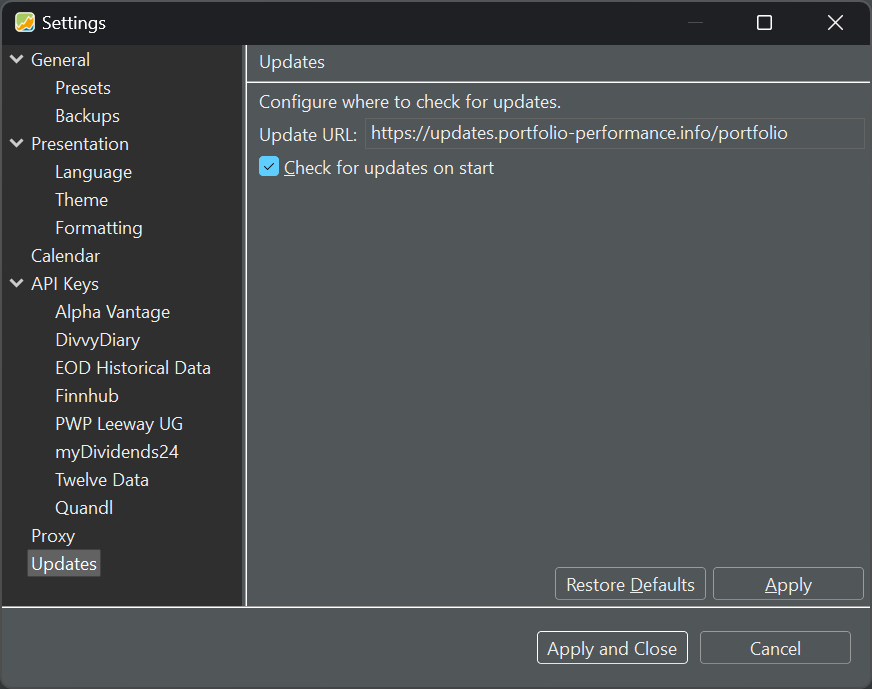 Settings
General
Presets
Backups
Presentation
Language
Theme
Formatting
Calendar
API Keys
Alpha Vantage
DivvyDiary
EOD Historical Data
Finnhub
PWP Leeway UG
myDividends24
Twelve Data
Quandl
Proxy
Updates
Updates
Configure where to check for updates.
Update URL: https://updates.portfolio-performance.info/portfolio
Check for updates on start
Restore Defaults Apply
Apply and Close Cancel